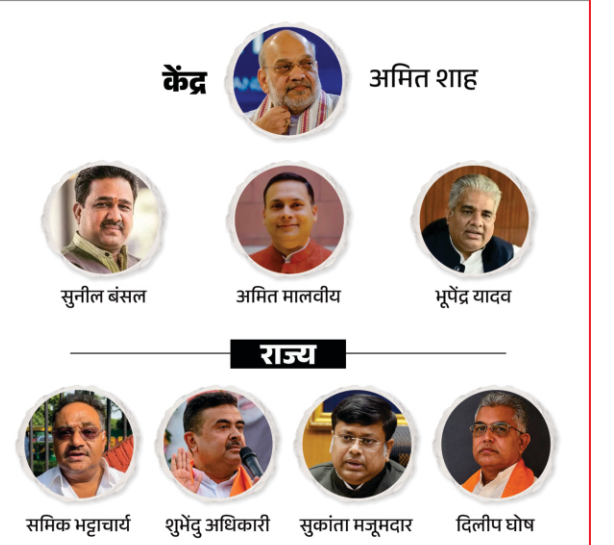 केंद्र
अमित शाह
सुनील बंसल
अमित मालवीय
भूपेंद्र यादव
राज्य
समिक भट्टाचार्य
शुभेंदु अधिकारी
सुकांता मजूमदार
दिलीप घोष